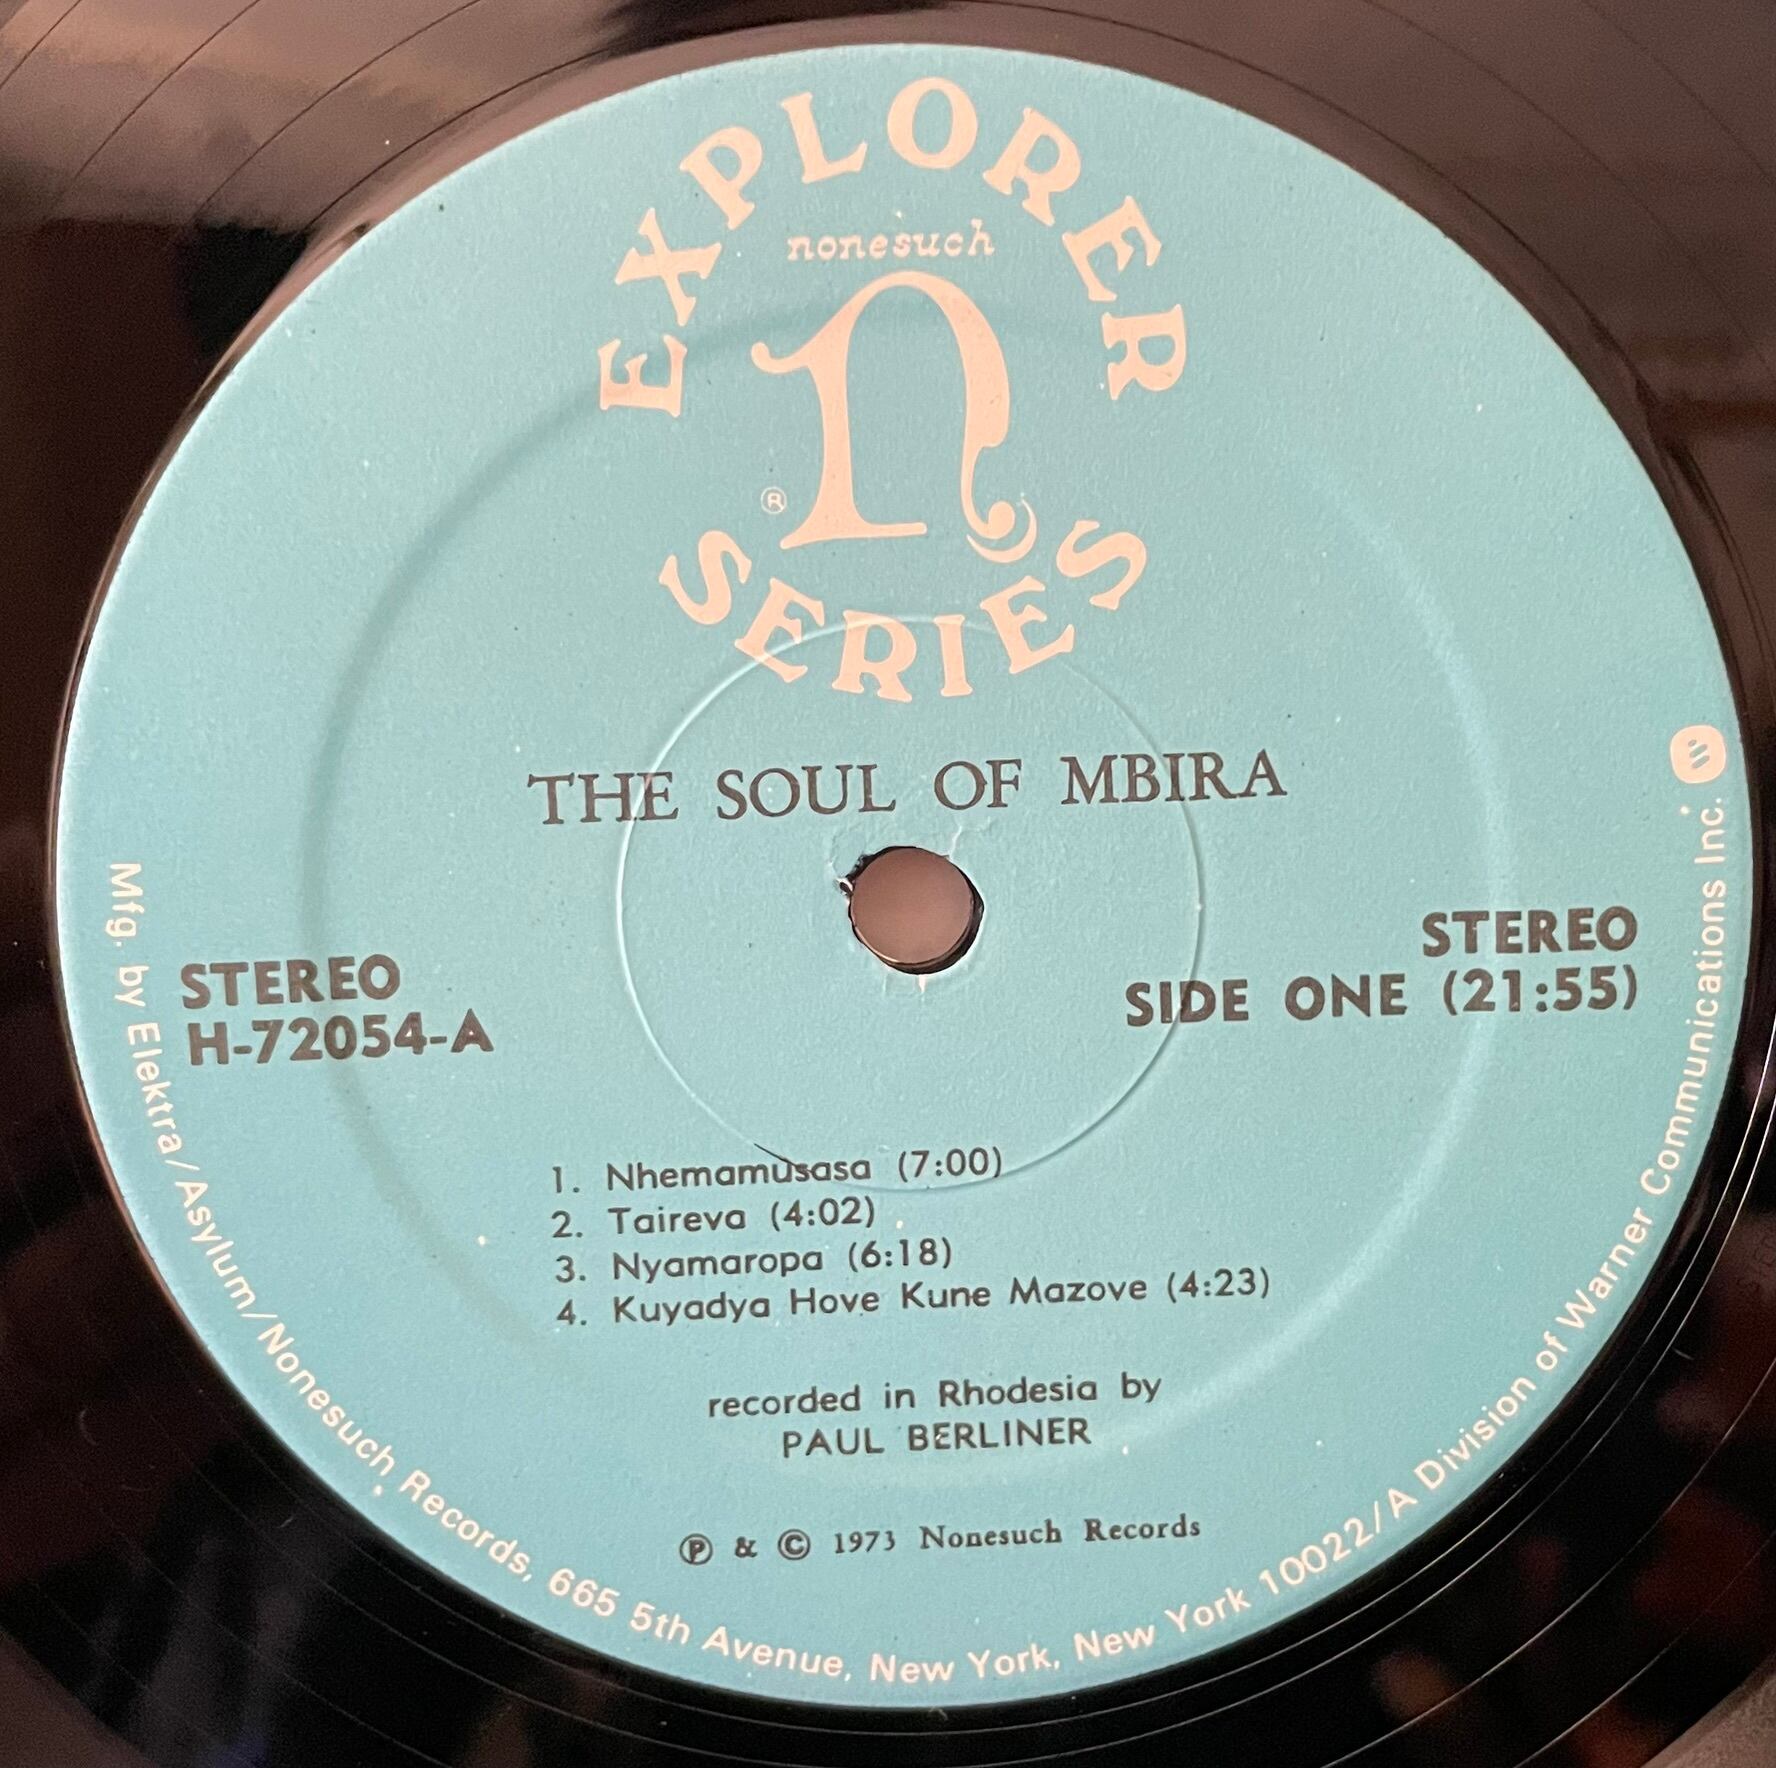 EXPLORER
nonesuch
n
®
SERIES
THE SOUL OF MBIRA
STEREO
H-72054-A
STEREO
SIDE ONE (21:55)
1. Nhemamusasa (7:00)
2. Taireva (4:02)
3. Nyamaropa (6:18)
4. Kuyadya Hove Kune Mazove (4:23)
recorded in Rhodesia by
PAUL BERLINER
℗ & © 1973 Nonesuch Records
Mfg. by Elektra/Asylum/Nonesuch Records, 665 5th Avenue, New York, New York 10022/A Division of Warner Communications Inc.